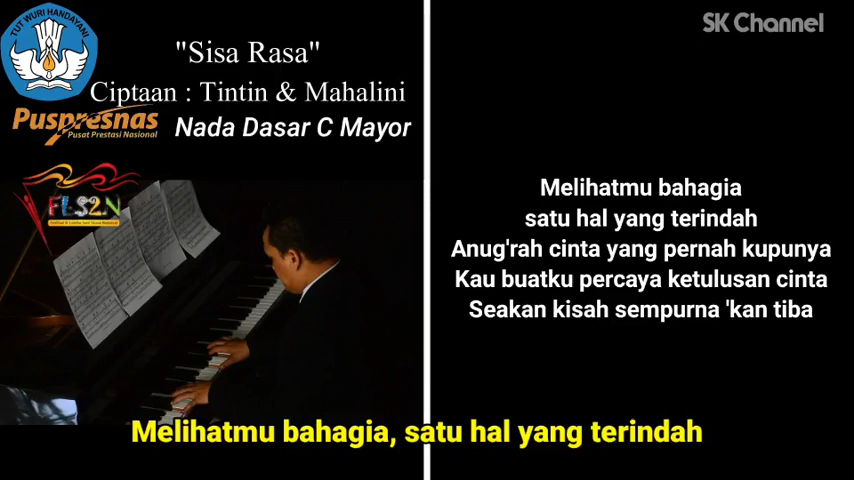 TUT WURI HANDAYANI
"Sisa Rasa"
Ciptaan : Tintin & Mahalini
Puspresnas
Pusat Prestasi Nasional
Nada Dasar C Mayor
FLS2N
SK Channel
Melihatmu bahagia
satu hal yang terindah
Anug'rah cinta yang pernah kupunya
Kau buatku percaya ketulusan cinta
Seakan kisah sempurna 'kan tiba
Melihatmu bahagia, satu hal yang terindah